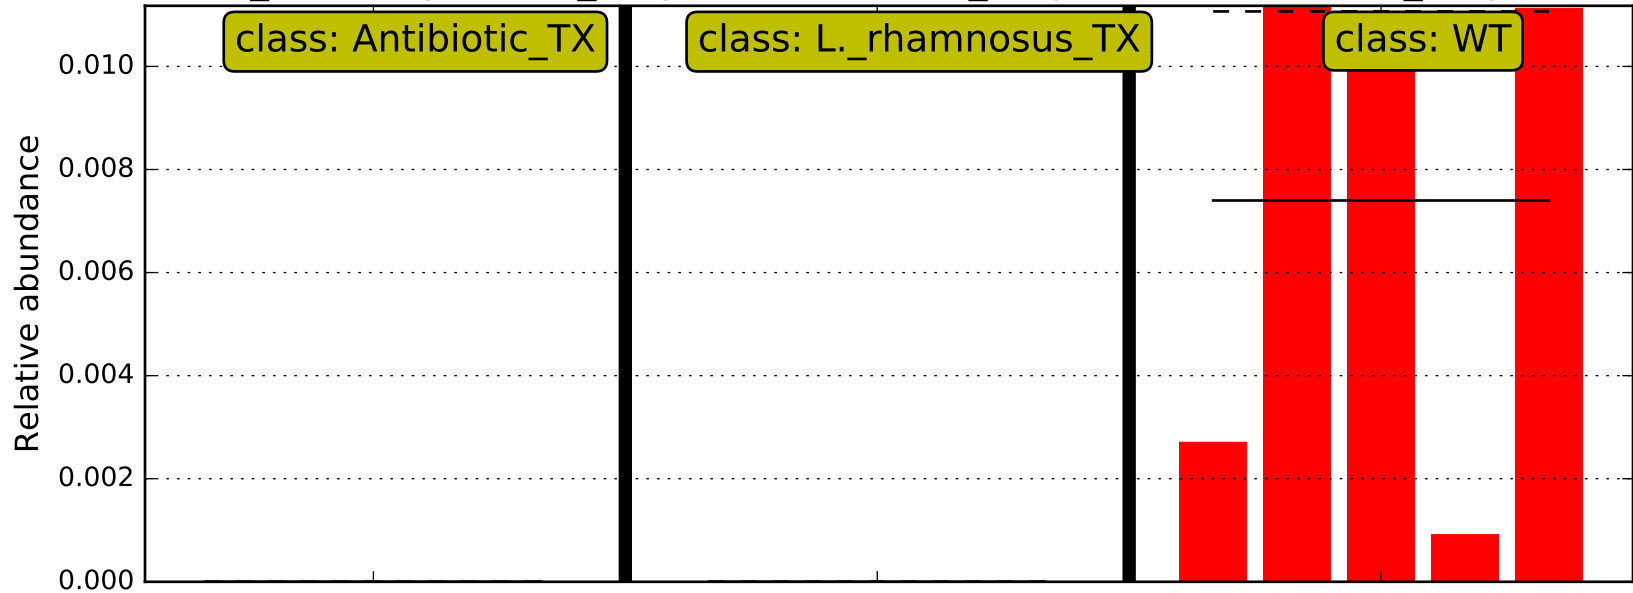 class: Antibiotic_TX
class: L._rhamnosus_TX
class: WT
Relative abundance
0.010
0.008
0.006
0.004
0.002
0.000